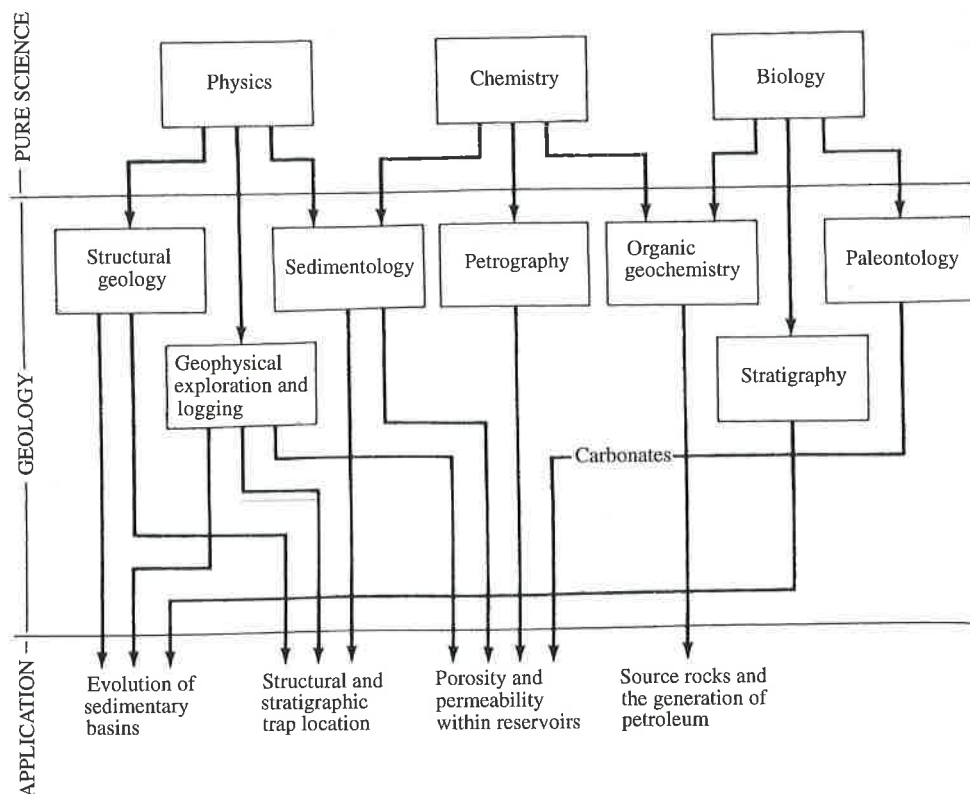 PURE SCIENCE
Physics
Chemistry
Biology
GEOLOGY
Structural
geology
Sedimentology
Petrography
Organic
geochemistry
Paleontology
Geophysical
exploration and
logging
Stratigraphy
Carbonates
APPLICATION
Evolution of
sedimentary
basins
Structural and
stratigraphic
trap location
Porosity and
permeability
within reservoirs
Source rocks and
the generation of
petroleum